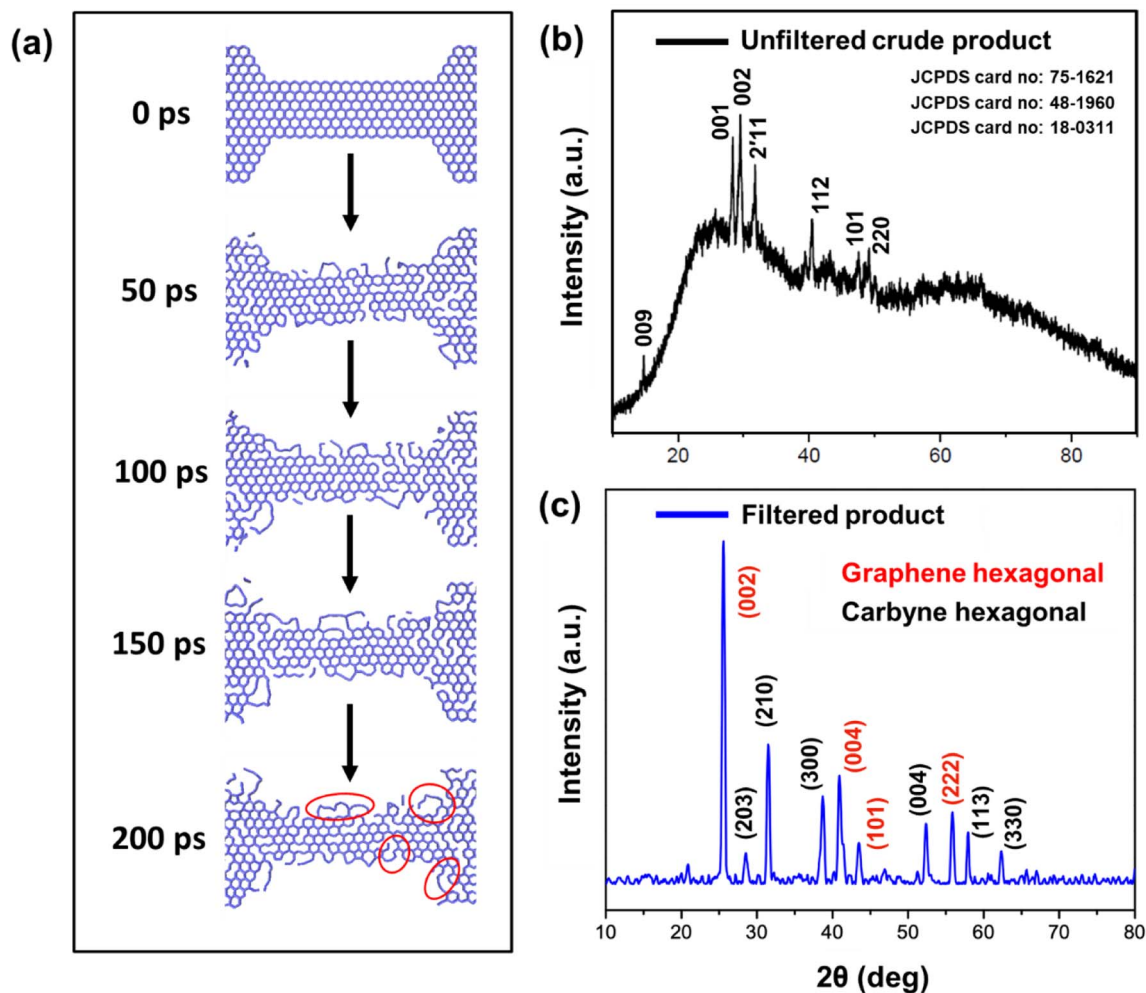 (a)
0 ps
50 ps
100 ps
150 ps
200 ps
(b)
Unfiltered crude product
JCPDS card no: 75-1621
JCPDS card no: 48-1960
JCPDS card no: 18-0311
009
001
002
2'11
112
101
220
Intensity (a.u.)
20
40
60
80
(c)
Filtered product
Graphene hexagonal
Carbyne hexagonal
(002)
(203)
(210)
(300)
(004)
(101)
(004)
(222)
(113)
(330)
Intensity (a.u.)
10
20
30
40
50
60
70
80
2θ (deg)